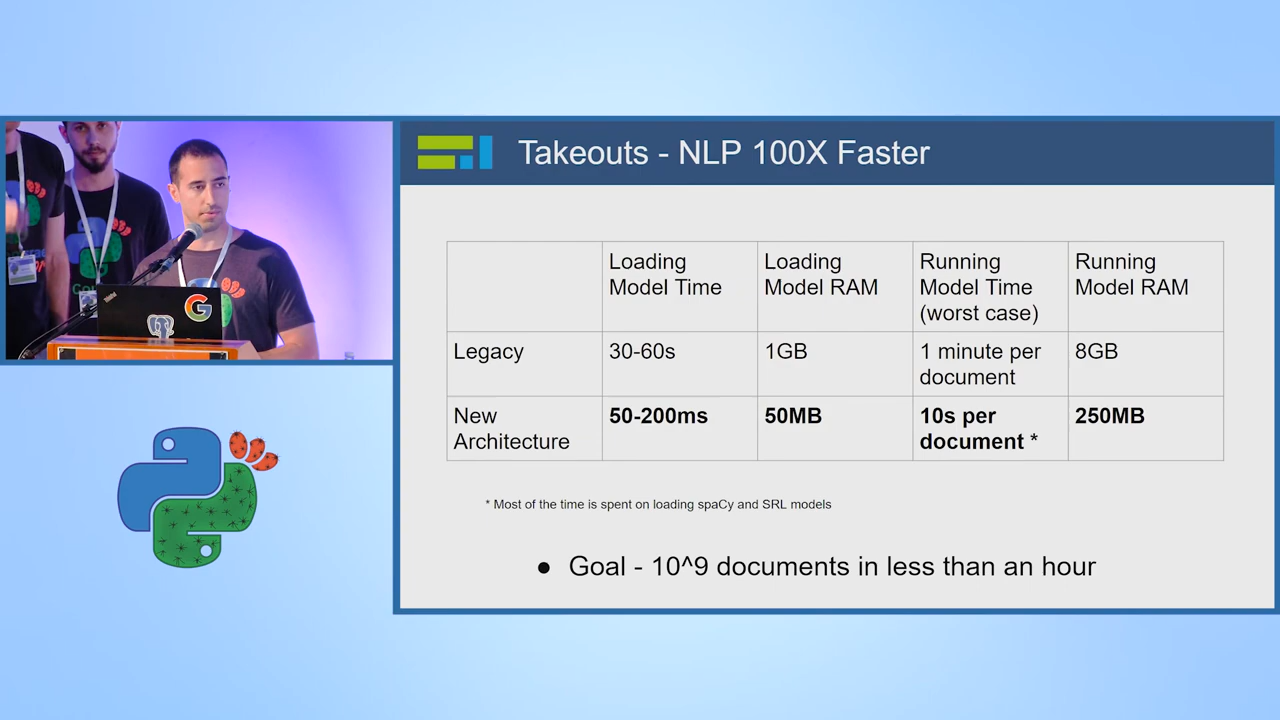 Takeouts - NLP 100X Faster
Loading
Model Time
Loading
Model RAM
Running
Model Time
(worst case)
Running
Model RAM
Legacy
30-60s
1GB
1 minute per
document
8GB
New
Architecture
50-200ms
50MB
10s per
document *
250MB
* Most of the time is spent on loading spaCy and SRL models
● Goal - 10^9 documents in less than an hour
G